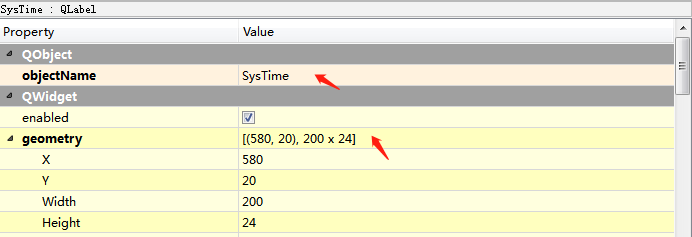 SysTime : QLabel
Property Value
QObject
objectName SysTime
QWidget
enabled
geometry [(580, 20), 200 x 24]
X 580
Y 20
Width 200
Height 24